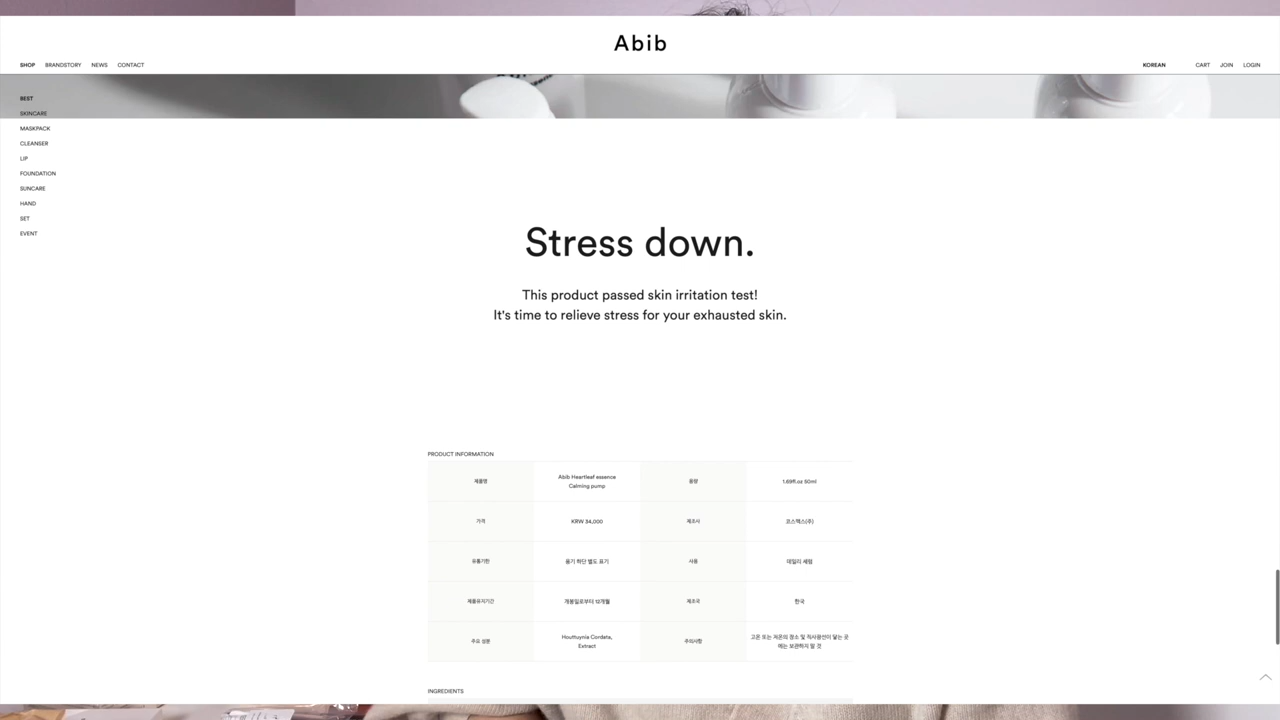 Abib
SHOP BRANDSTORY NEWS CONTACT
KOREAN CART JOIN LOGIN
BEST
SKINCARE
MASKPACK
CLEANSER
LIP
FOUNDATION
SUNCARE
HAND
SET
EVENT
Stress down.
This product passed skin irritation test!
It's time to relieve stress for your exhausted skin.
PRODUCT INFORMATION
제품명 Abib Heartleaf essence
Calming pump
용량 1.69fl.oz 50ml
가격 KRW 34,000 제조사 코스맥스(주)
유통기한 용기 하단 별도 표기 사용 데일리 세럼
제품유지기간 개봉일로부터 12개월 제조국 한국
주요 성분 Houttuynia Cordata,
Extract
주의사항 고온 또는 저온의 장소 및 직사광선이 닿는 곳
에는 보관하지 말 것
INGREDIENTS